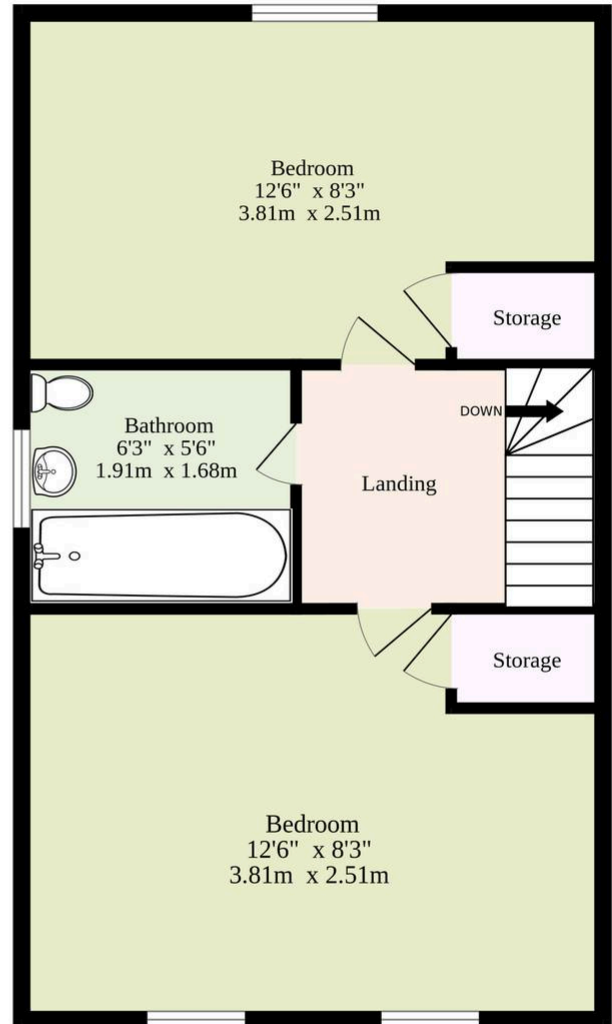 Bedroom
12'6" x 8'3"
3.81m x 2.51m
Storage
DOWN
Bathroom
6'3" x 5'6"
1.91m x 1.68m
Landing
Storage
Bedroom
12'6" x 8'3"
3.81m x 2.51m